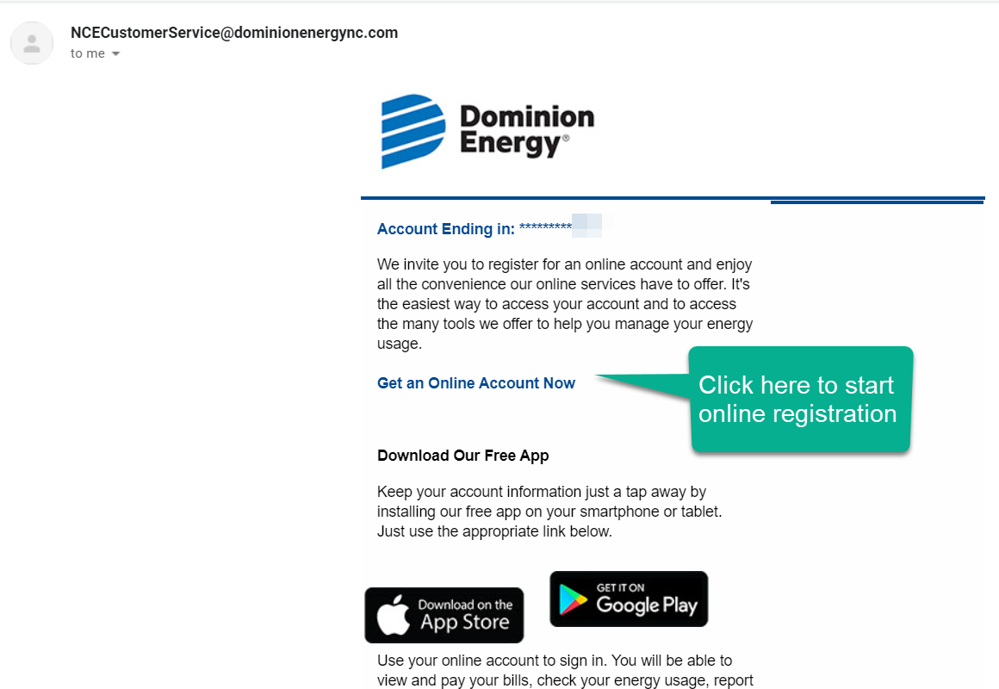 NCECustomerService@dominionenergync.com
to me
Dominion
Energy®
Account Ending in: *********
We invite you to register for an online account and enjoy
all the convenience our online services have to offer. It's
the easiest way to access your account and to access
the many tools we offer to help you manage your energy
usage.
Get an Online Account Now
Click here to start
online registration
Download Our Free App
Keep your account information just a tap away by
installing our free app on your smartphone or tablet.
Just use the appropriate link below.
Download on the
App Store
GET IT ON
Google Play
Use your online account to sign in. You will be able to
view and pay your bills, check your energy usage, report